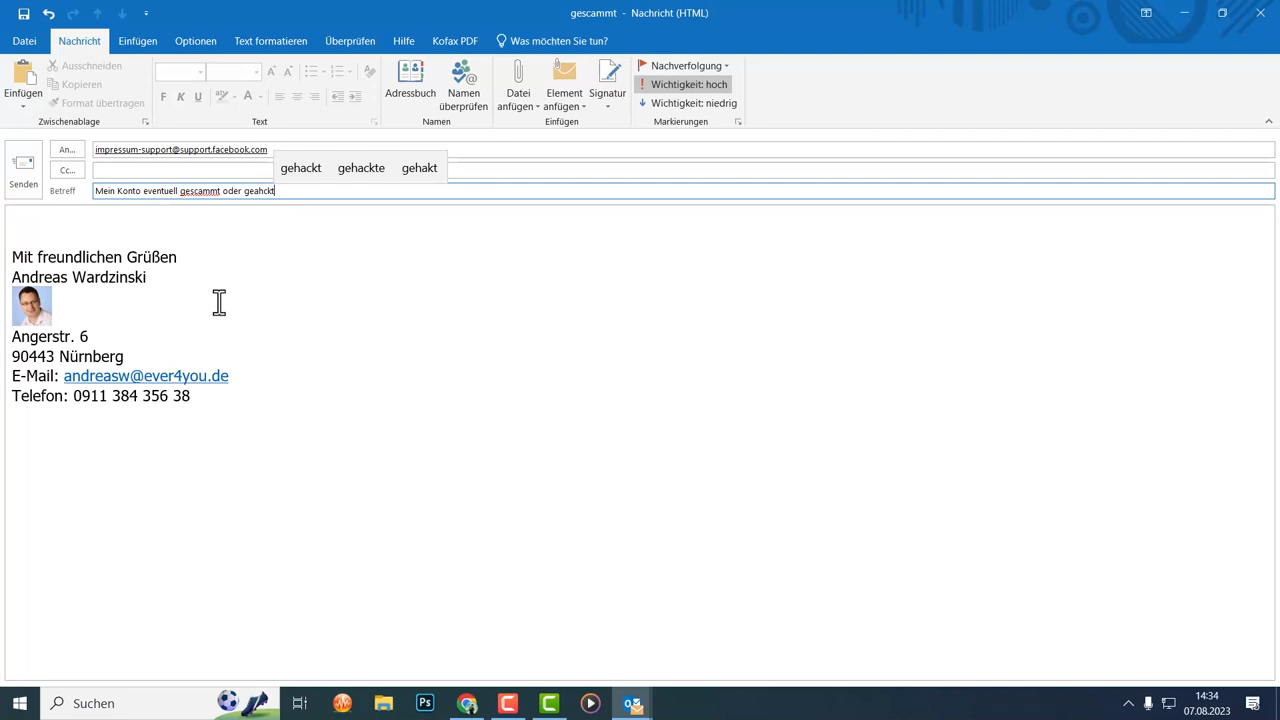 gescammt - Nachricht (HTML)
Datei Nachricht Einfügen Optionen Text formatieren Überprüfen Hilfe Kofax PDF Was möchten Sie tun?
Einfügen
Ausschneiden
Kopieren
Format übertragen
Zwischenablage
F K U A
Text
Adressbuch
Namen überprüfen
Namen
Datei anfügen
Element anfügen
Signatur
Einfügen
Nachverfolgung
Wichtigkeit: hoch
Wichtigkeit: niedrig
Markierungen
Senden
An... impressum-support@support.facebook.com
Cc...
gehackt gehackte gehakt
Betreff Mein Konto eventuell gescammt oder geahckt
Mit freundlichen Grüßen
Andreas Wardzinski
Angerstr. 6
90443 Nürnberg
E-Mail: andreasw@ever4you.de
Telefon: 0911 384 356 38
Suchen
Ps
14:34
07.08.2023